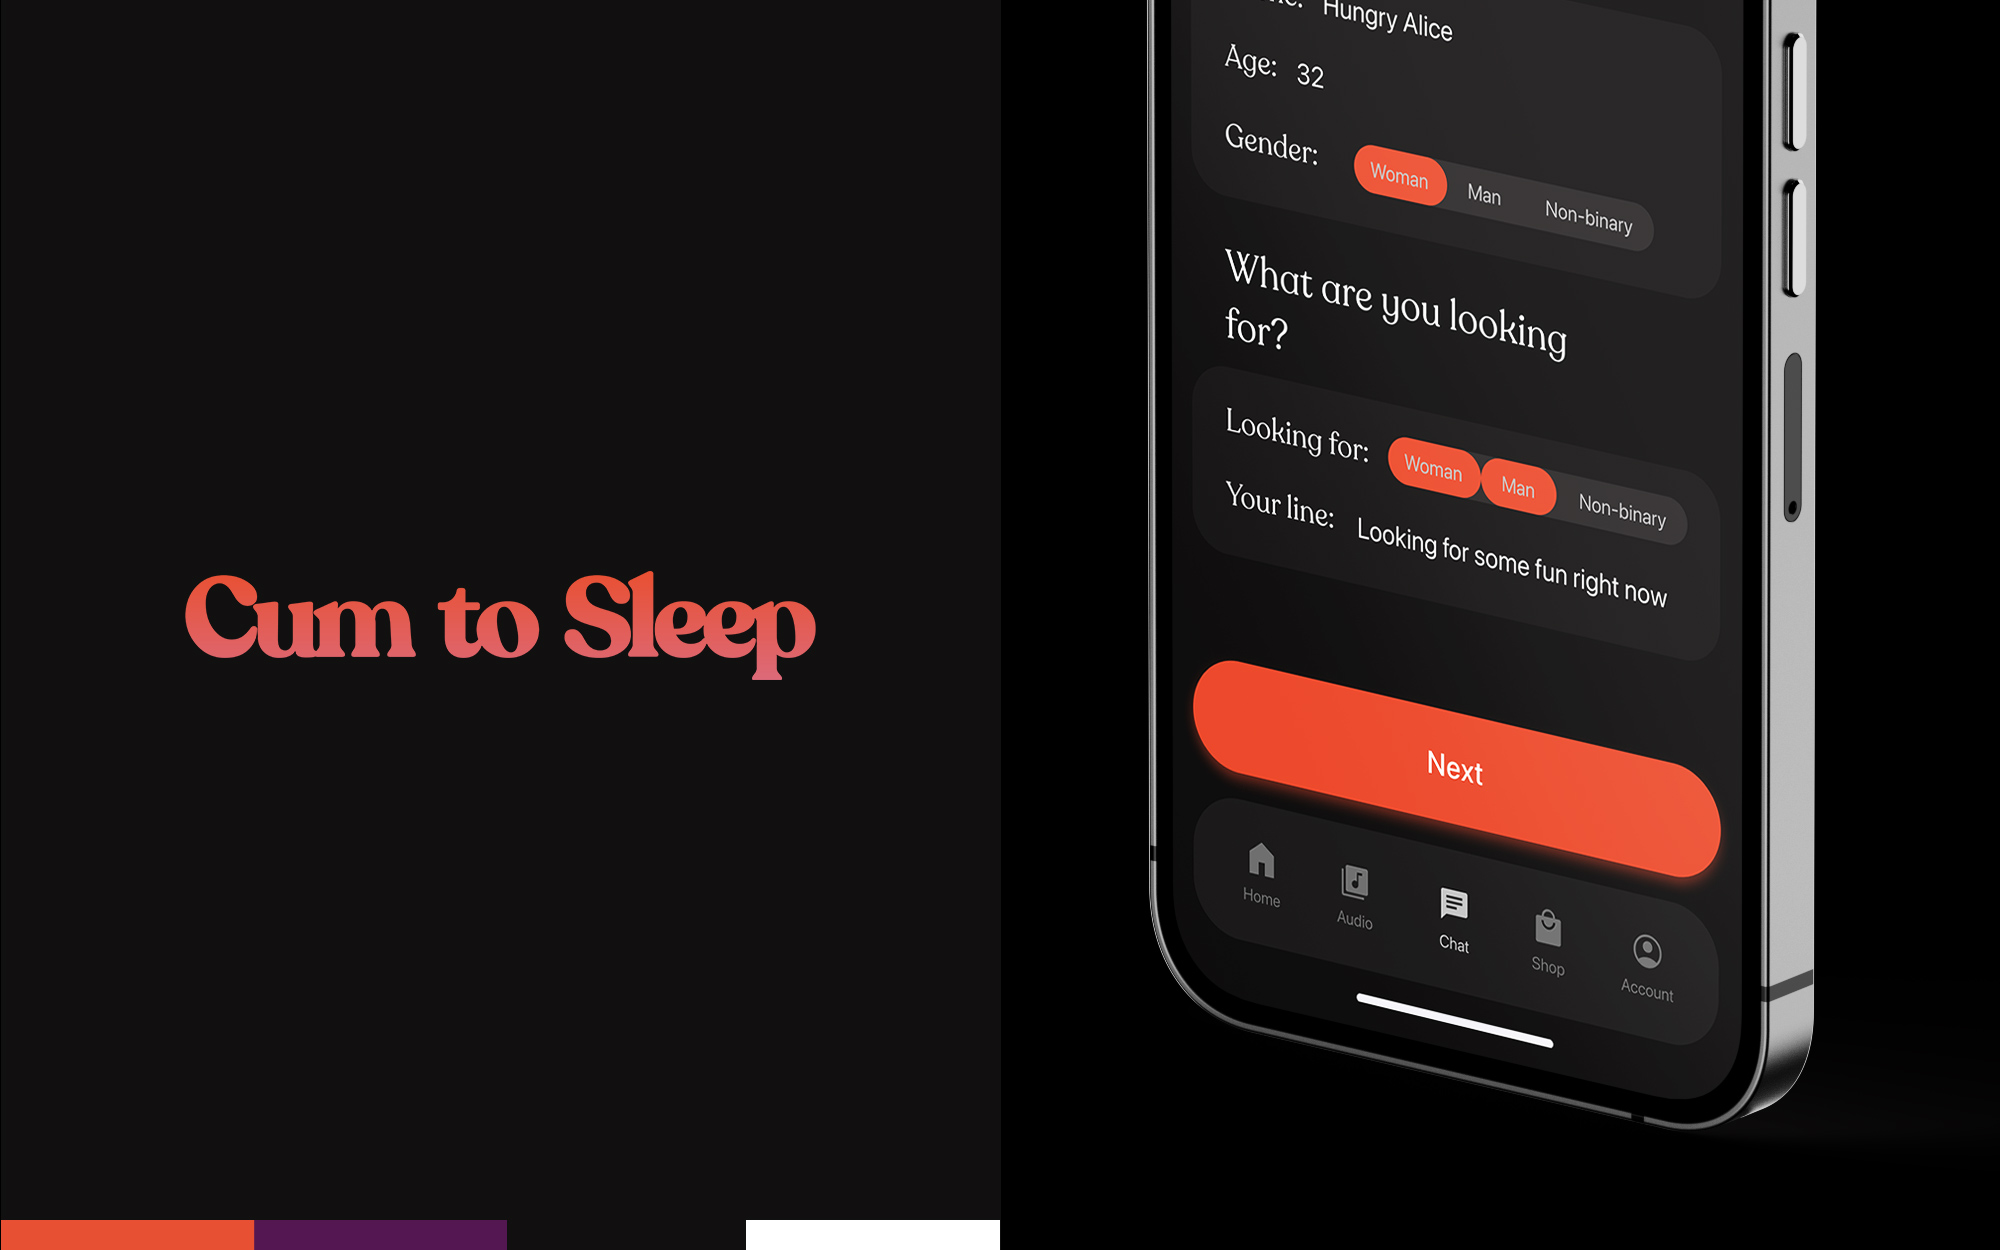 Cum to Sleep
Hungry Alice
Age: 32
Gender: Woman Man Non-binary
What are you looking
for?
Looking for: Woman Man Non-binary
Your line: Looking for some fun right now
Next
Home Audio Chat Shop Account